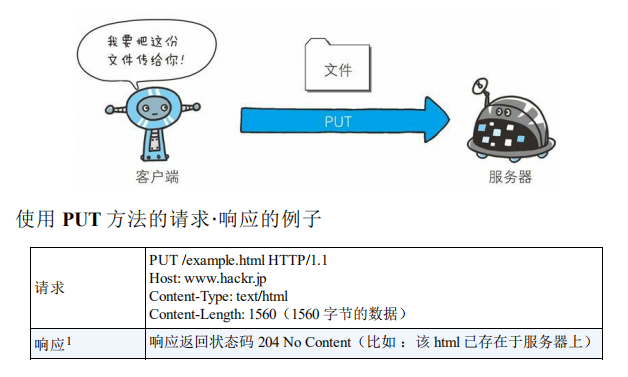 我要把这份
文件传给你!
文件
PUT
客户端
服务器
使用 PUT 方法的请求·响应的例子
请求
PUT /example.html HTTP/1.1
Host: www.hackr.jp
Content-Type: text/html
Content-Length: 1560（1560 字节的数据）
响应1 响应返回状态码 204 No Content（比如 ：该 html 已存在于服务器上）